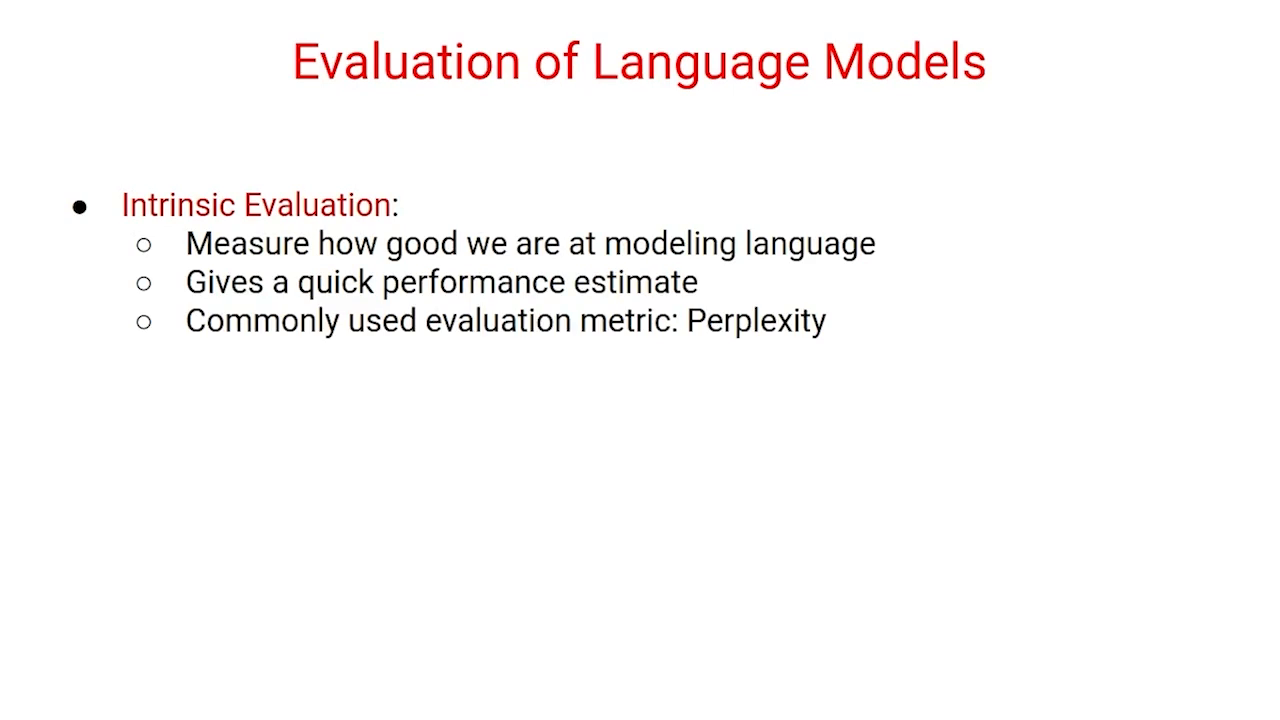 Evaluation of Language Models
● Intrinsic Evaluation:
○ Measure how good we are at modeling language
○ Gives a quick performance estimate
○ Commonly used evaluation metric: Perplexity